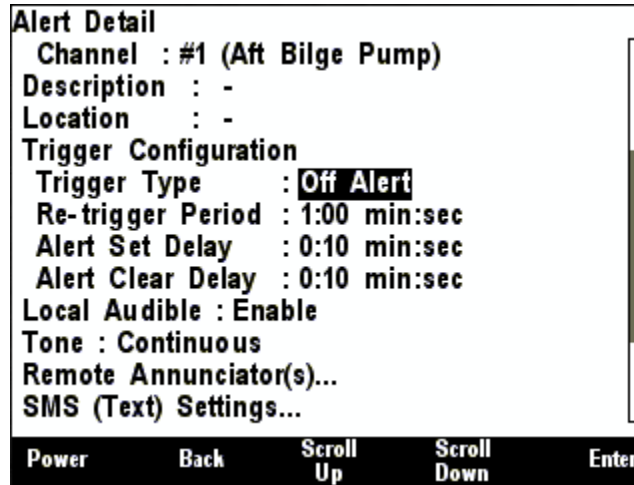 Alert Detail
Channel : #1 (Aft Bilge Pump)
Description : -
Location : -
Trigger Configuration
Trigger Type : Off Alert
Re-trigger Period : 1:00 min:sec
Alert Set Delay : 0:10 min:sec
Alert Clear Delay : 0:10 min:sec
Local Audible : Enable
Tone : Continuous
Remote Annunciator(s)...
SMS (Text) Settings...
Power Back Scroll Up Scroll Down Enter